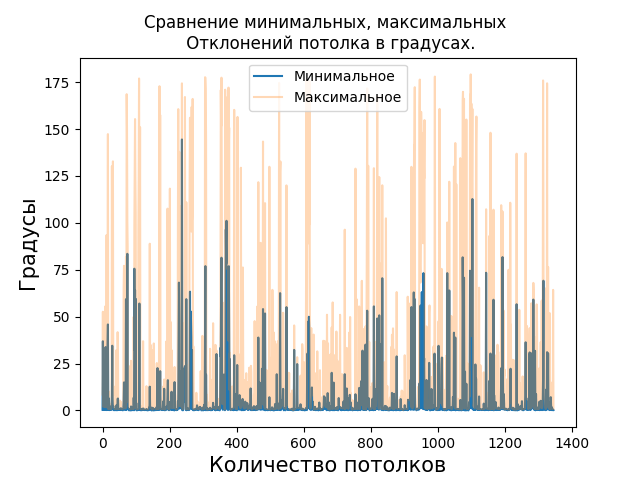 Сравнение минимальных, максимальных
Отклонений потолка в градусах.
Минимальное
Максимальное
175
150
125
100
75
50
25
0
Градусы
0 200 400 600 800 1000 1200 1400
Количество потолков